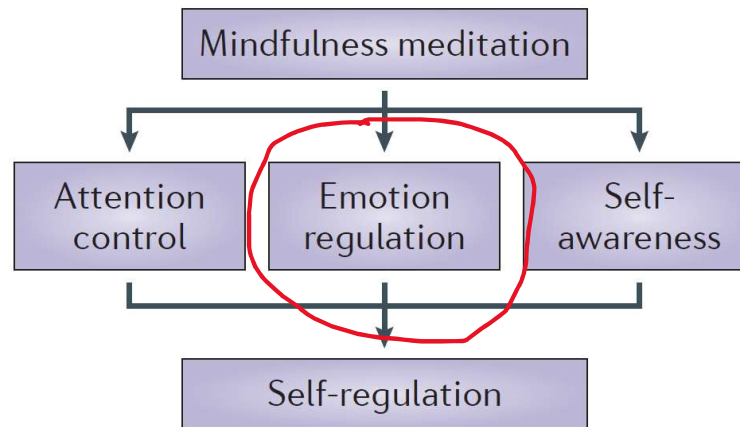 Mindfulness meditation
Attention
control
Emotion
regulation
Self-
awareness
Self-regulation